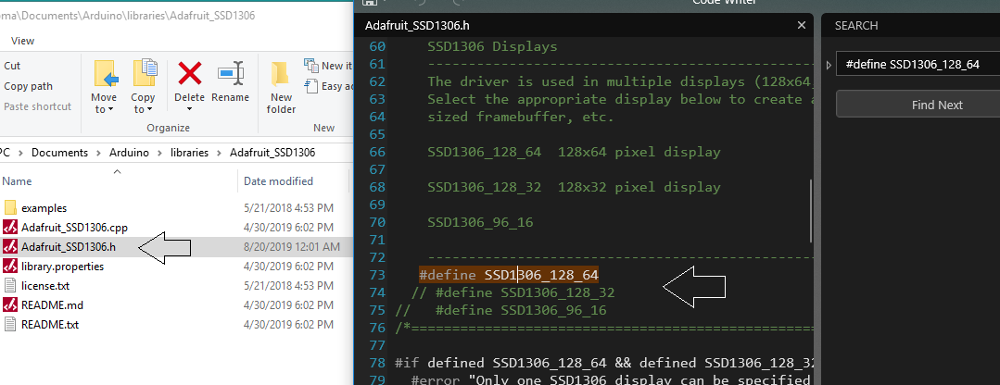 oma\Documents\Arduino\libraries\Adafruit_SSD1306
View
Cut
Copy path
Paste shortcut
Move to
Copy to
Delete
Rename
New folder
New it
Easy ac
Organize
New
PC > Documents > Arduino > libraries > Adafruit_SSD1306
Name Date modified
examples 5/21/2018 4:53 PM
Adafruit_SSD1306.cpp 4/30/2019 6:02 PM
Adafruit_SSD1306.h 8/20/2019 12:01 AM
library.properties 4/30/2019 6:02 PM
license.txt 5/21/2018 4:53 PM
README.md 4/30/2019 6:02 PM
README.txt 4/30/2019 6:02 PM
Code Writer
Adafruit_SSD1306.h
60 SSD1306 Displays
61 -----------------------------------------------
62 The driver is used in multiple displays (128x64,
63 Select the appropriate display below to create a
64 sized framebuffer, etc.
65
66 SSD1306_128_64 128x64 pixel display
67
68 SSD1306_128_32 128x32 pixel display
69
70 SSD1306_96_16
71
72 -----------------------------------------------
73 #define SSD1306_128_64
74 // #define SSD1306_128_32
75 // #define SSD1306_96_16
76 /*==================================================
77
78 #if defined SSD1306_128_64 && defined SSD1306_128_32
79 #error "Only one SSD1306 display can be specified
SEARCH
#define SSD1306_128_64
Find Next